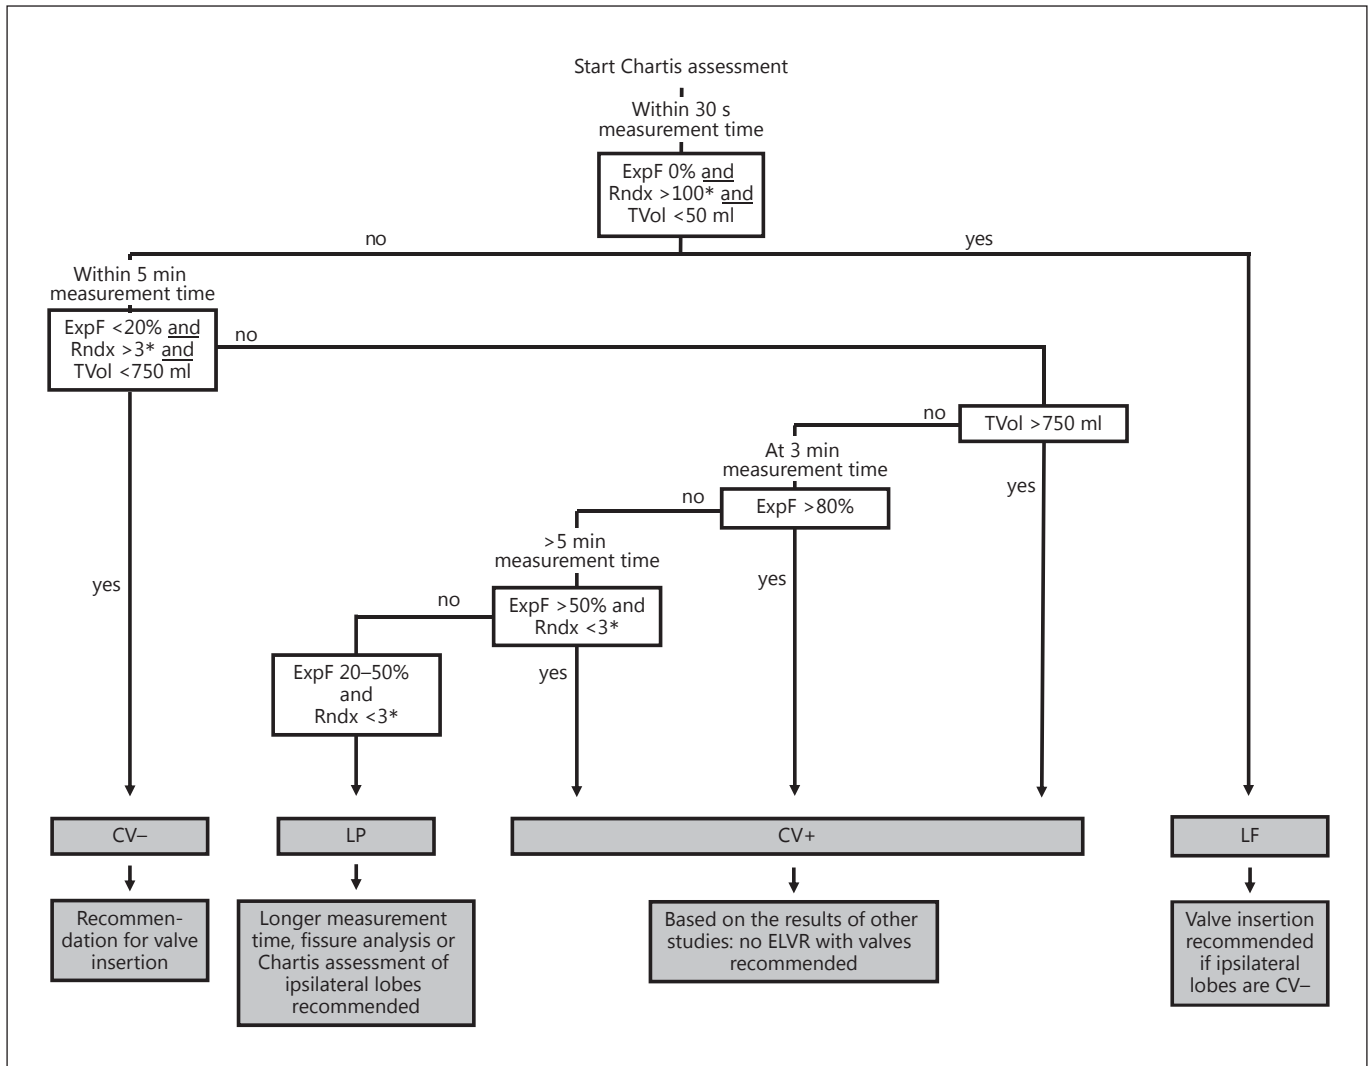 Start Chartis assessment
Within 30 s
measurement time
ExpF 0% and
Rndx >100* and
TVol <50 ml
no
yes
Within 5 min
measurement time
ExpF <20% and
Rndx >3* and
TVol <750 ml
no
TVol >750 ml
no
At 3 min
measurement time
yes
ExpF >80%
no
>5 min
measurement time
yes
yes
ExpF >50% and
Rndx <3*
no
ExpF 20–50%
and
Rndx <3*
yes
CV–
LP
CV+
LF
Recommen-
dation for valve
insertion
Longer measurement
time, fissure analysis or
Chartis assessment of
ipsilateral lobes
recommended
Based on the results of other
studies: no ELVR with valves
recommended
Valve insertion
recommended
if ipsilateral
lobes are CV–